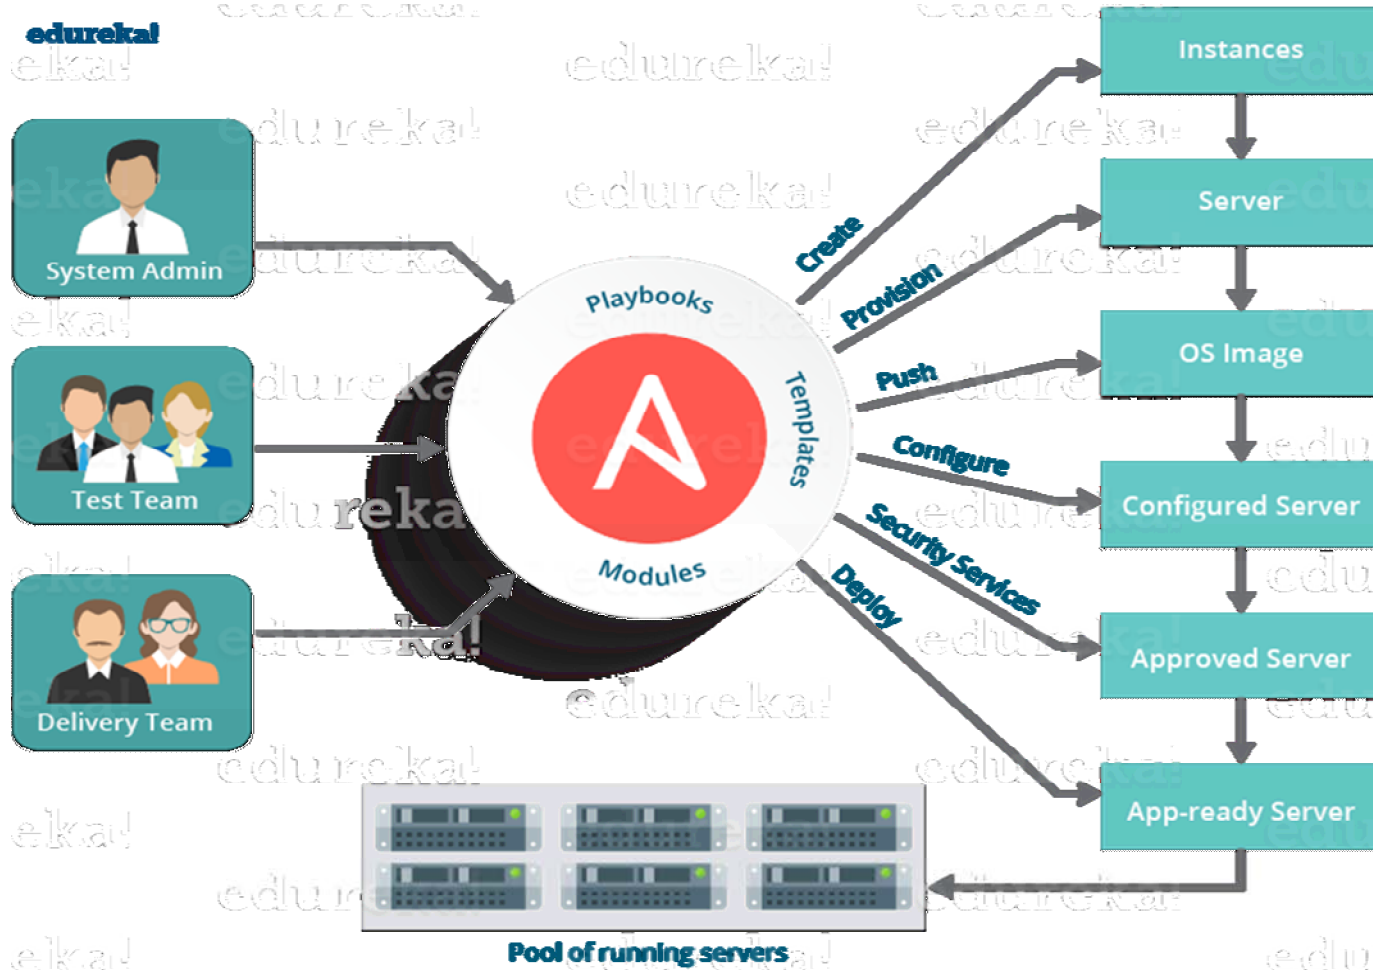 edureka!
System Admin
Test Team
Delivery Team
Playbooks
Templates
Modules
Create
Provision
Push
Configure
Security Services
Deploy
Instances
Server
OS Image
Configured Server
Approved Server
App-ready Server
Pool of running servers